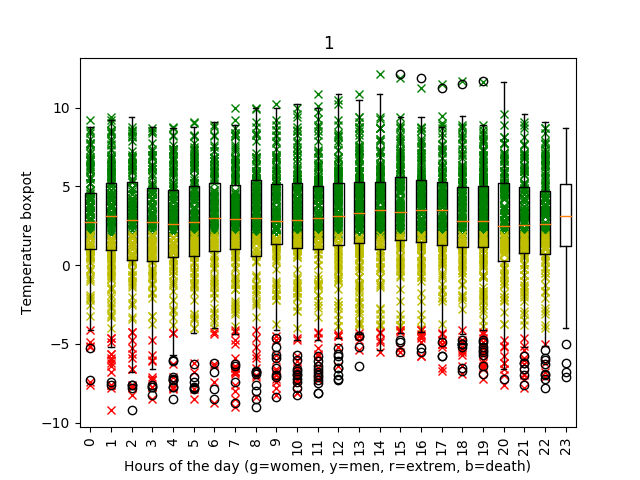 1
Temperature boxpot
10
5
0
−5
−10
0 1 2 3 4 5 6 7 8 9 10 11 12 13 14 15 16 17 18 19 20 21 22 23
Hours of the day (g=women, y=men, r=extrem, b=death)